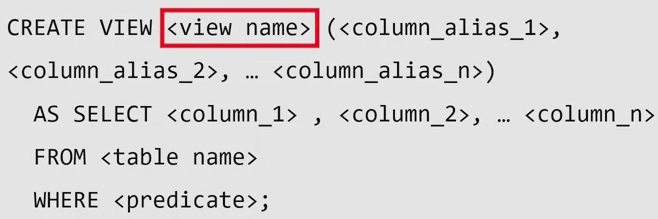 CREATE VIEW <view name> (<column_alias_1>,
<column_alias_2>, … <column_alias_n>)
AS SELECT <column_1> , <column_2>, … <column_n>
FROM <table name>
WHERE <predicate>;